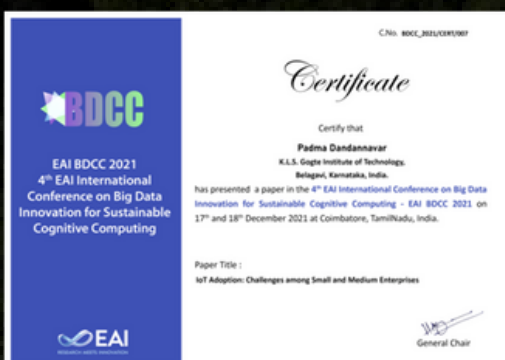 C.No. BDCC_2021/CERT/007
BDCC
EAI BDCC 2021
4th EAI International
Conference on Big Data
Innovation for Sustainable
Cognitive Computing
EAI
RESEARCH MEETS INNOVATION
Certificate
Certify that
Padma Dandannavar
K.L.S. Gogte Institute of Technology,
Belagavi, Karnataka, India.
has presented a paper in the 4th EAI International Conference on Big Data
Innovation for Sustainable Cognitive Computing - EAI BDCC 2021 on
17th and 18th December 2021 at Coimbatore, TamilNadu, India.
Paper Title :
IoT Adoption: Challenges among Small and Medium Enterprises
General Chair